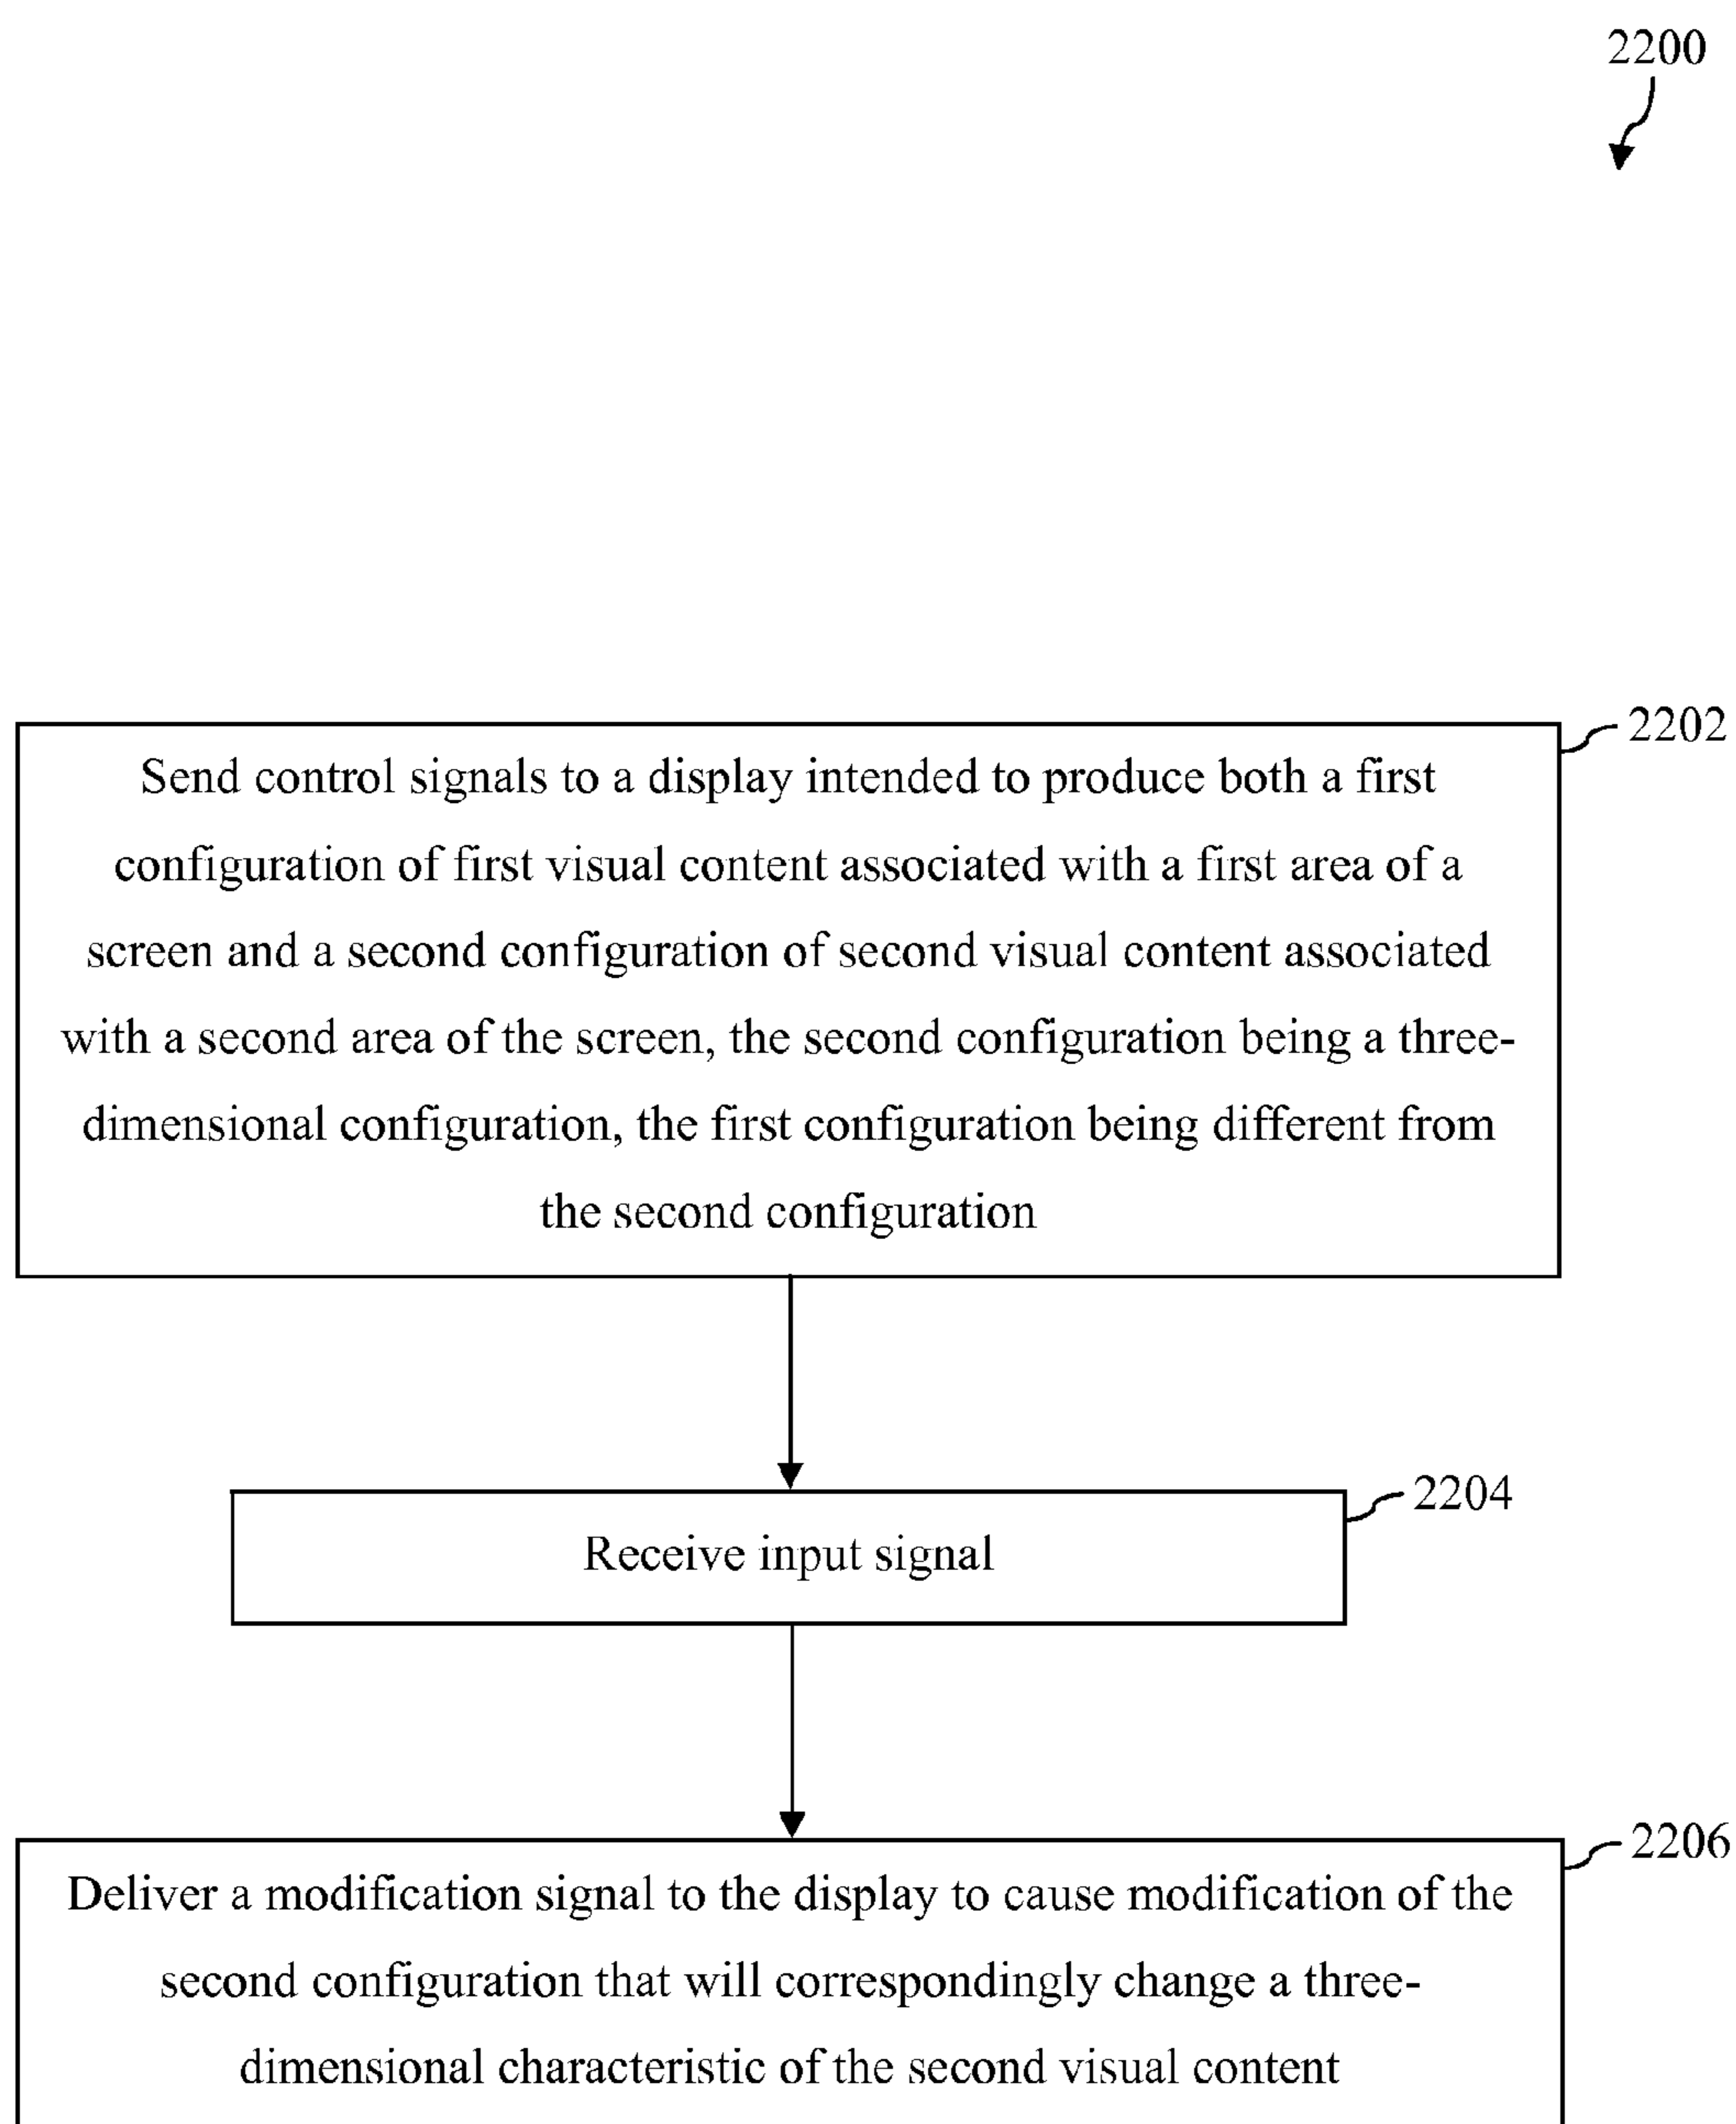 2200
2202
Send control signals to a display intended to produce both a first
configuration of first visual content associated with a first area of a
screen and a second configuration of second visual content associated
with a second area of the screen, the second configuration being a three-
dimensional configuration, the first configuration being different from
the second configuration
2204
Receive input signal
2206
Deliver a modification signal to the display to cause modification of the
second configuration that will correspondingly change a three-
dimensional characteristic of the second visual content